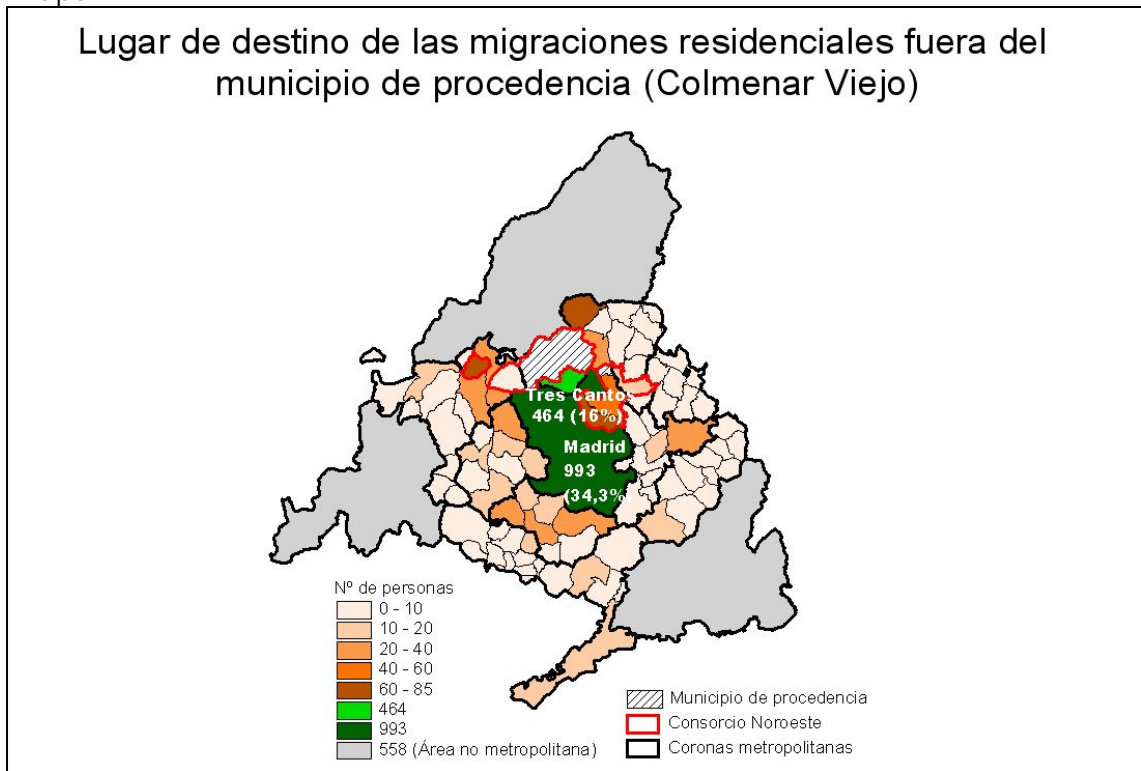 Lugar de destino de las migraciones residenciales fuera del
municipio de procedencia (Colmenar Viejo)
Tres Cantos
464 (16%)
Madrid
993
(34,3%)
Nº de personas
0 - 10
10 - 20
20 - 40
40 - 60
60 - 85
464
993
558 (Área no metropolitana)
Municipio de procedencia
Consorcio Noroeste
Coronas metropolitanas